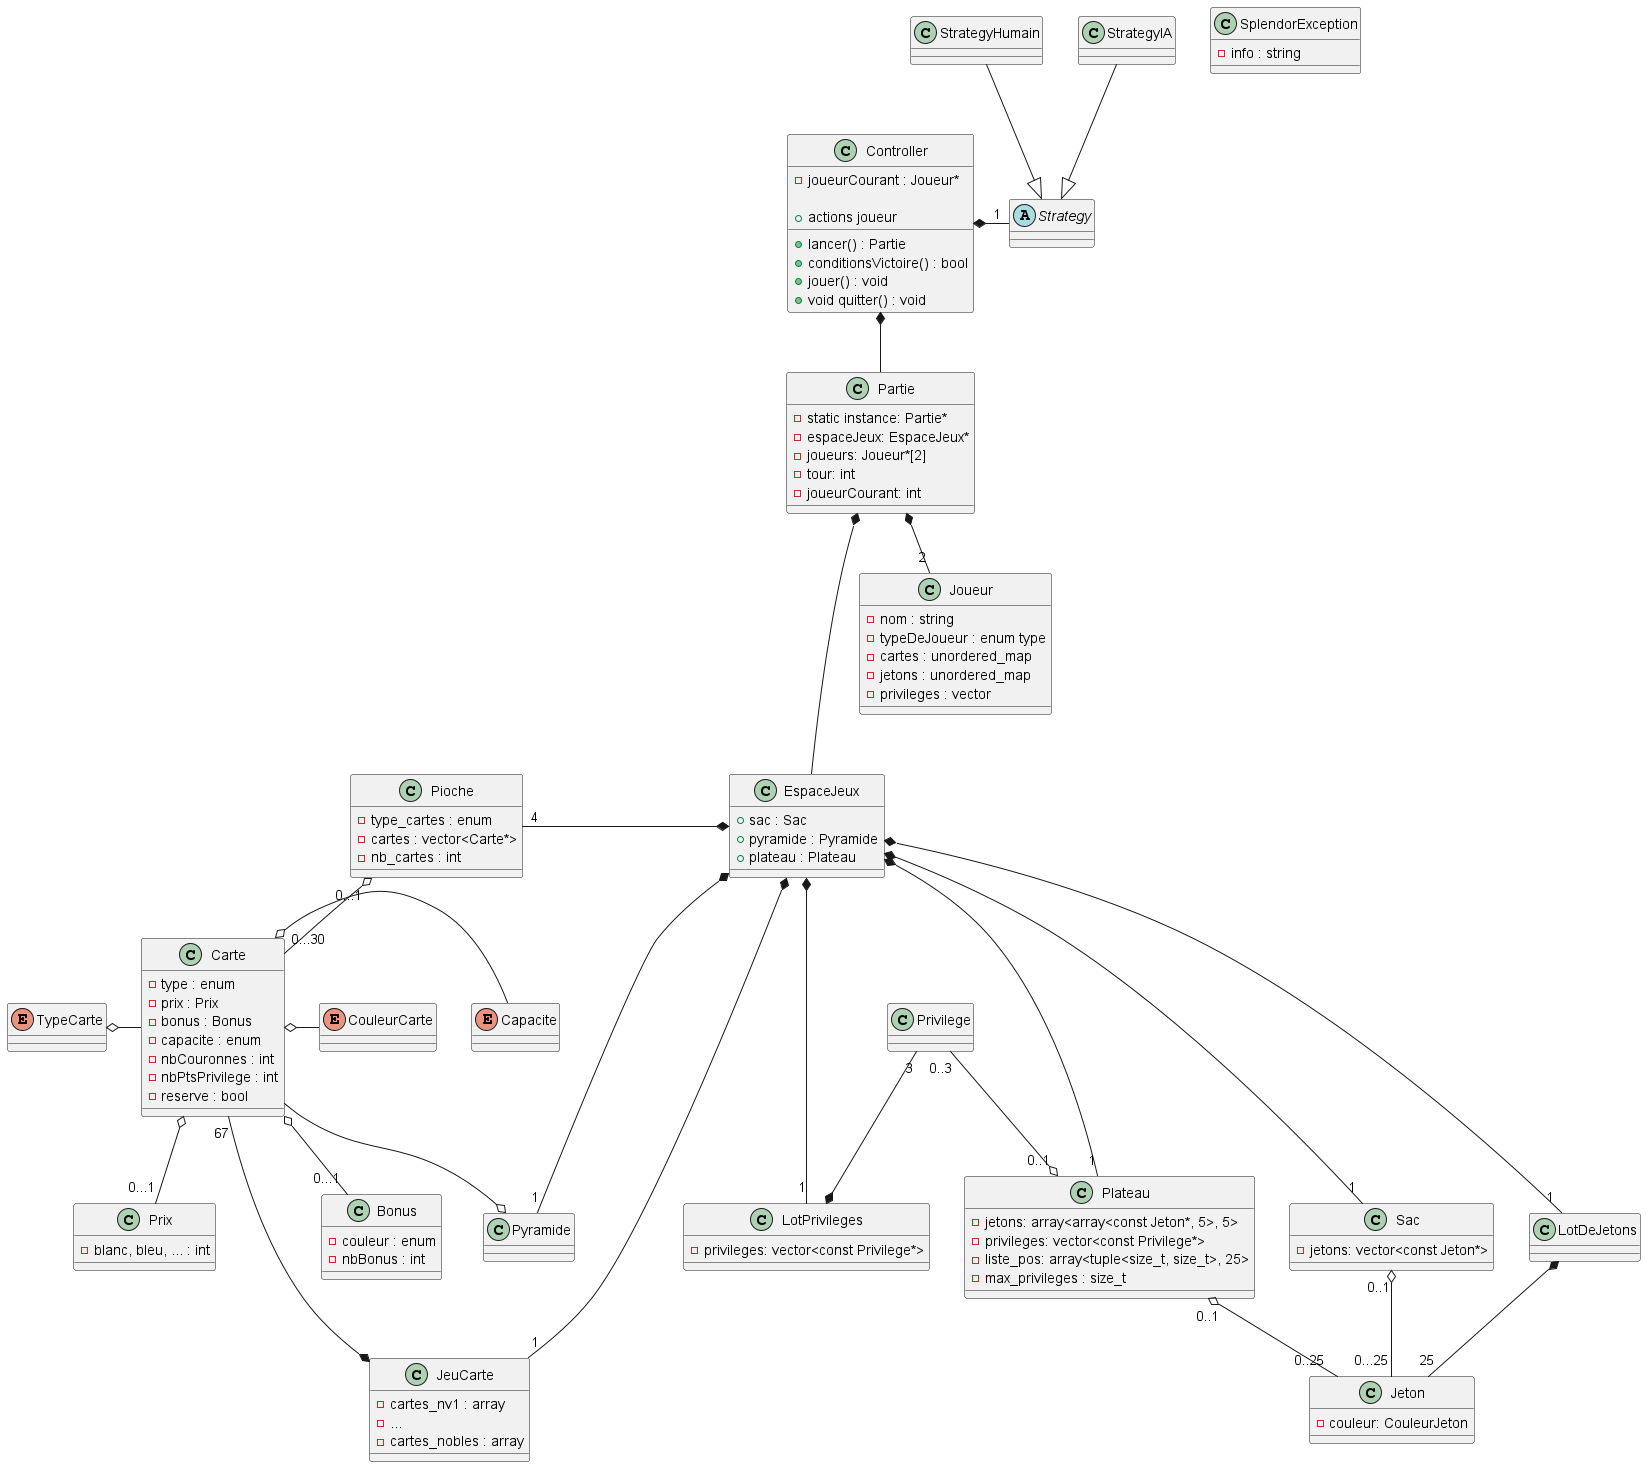 C StrategyHumain
C StrategyIA
C SplendorException
info : string
C Controller
joueurCourant : Joueur*
actions joueur
lancer() : Partie
conditionsVictoire() : bool
jouer() : void
void quitter() : void
1
A Strategy
C Partie
static instance: Partie*
espaceJeux: EspaceJeux*
joueurs: Joueur*[2]
tour: int
joueurCourant: int
2
C Joueur
nom : string
typeDeJoueur : enum type
cartes : unordered_map
jetons : unordered_map
privileges : vector
C Pioche
type_cartes : enum
cartes : vector<Carte*>
nb_cartes : int
4
C EspaceJeux
sac : Sac
pyramide : Pyramide
plateau : Plateau
0...1
0...30
C Carte
type : enum
prix : Prix
bonus : Bonus
capacite : enum
nbCouronnes : int
nbPtsPrivilege : int
reserve : bool
E TypeCarte
E CouleurCarte
E Capacite
C Privilege
3
0..3
67
0...1
0...1
1
1
0..1
1
1
1
C Prix
blanc, bleu, ... : int
C Bonus
couleur : enum
nbBonus : int
C Pyramide
C LotPrivileges
privileges: vector<const Privilege*>
C Plateau
jetons: array<array<const Jeton*, 5>, 5>
privileges: vector<const Privilege*>
liste_pos: array<tuple<size_t, size_t>, 25>
max_privileges : size_t
C Sac
jetons: vector<const Jeton*>
C LotDeJetons
0..1
0..1
1
0..25
0...25
25
C JeuCarte
cartes_nv1 : array
...
cartes_nobles : array
C Jeton
couleur: CouleurJeton